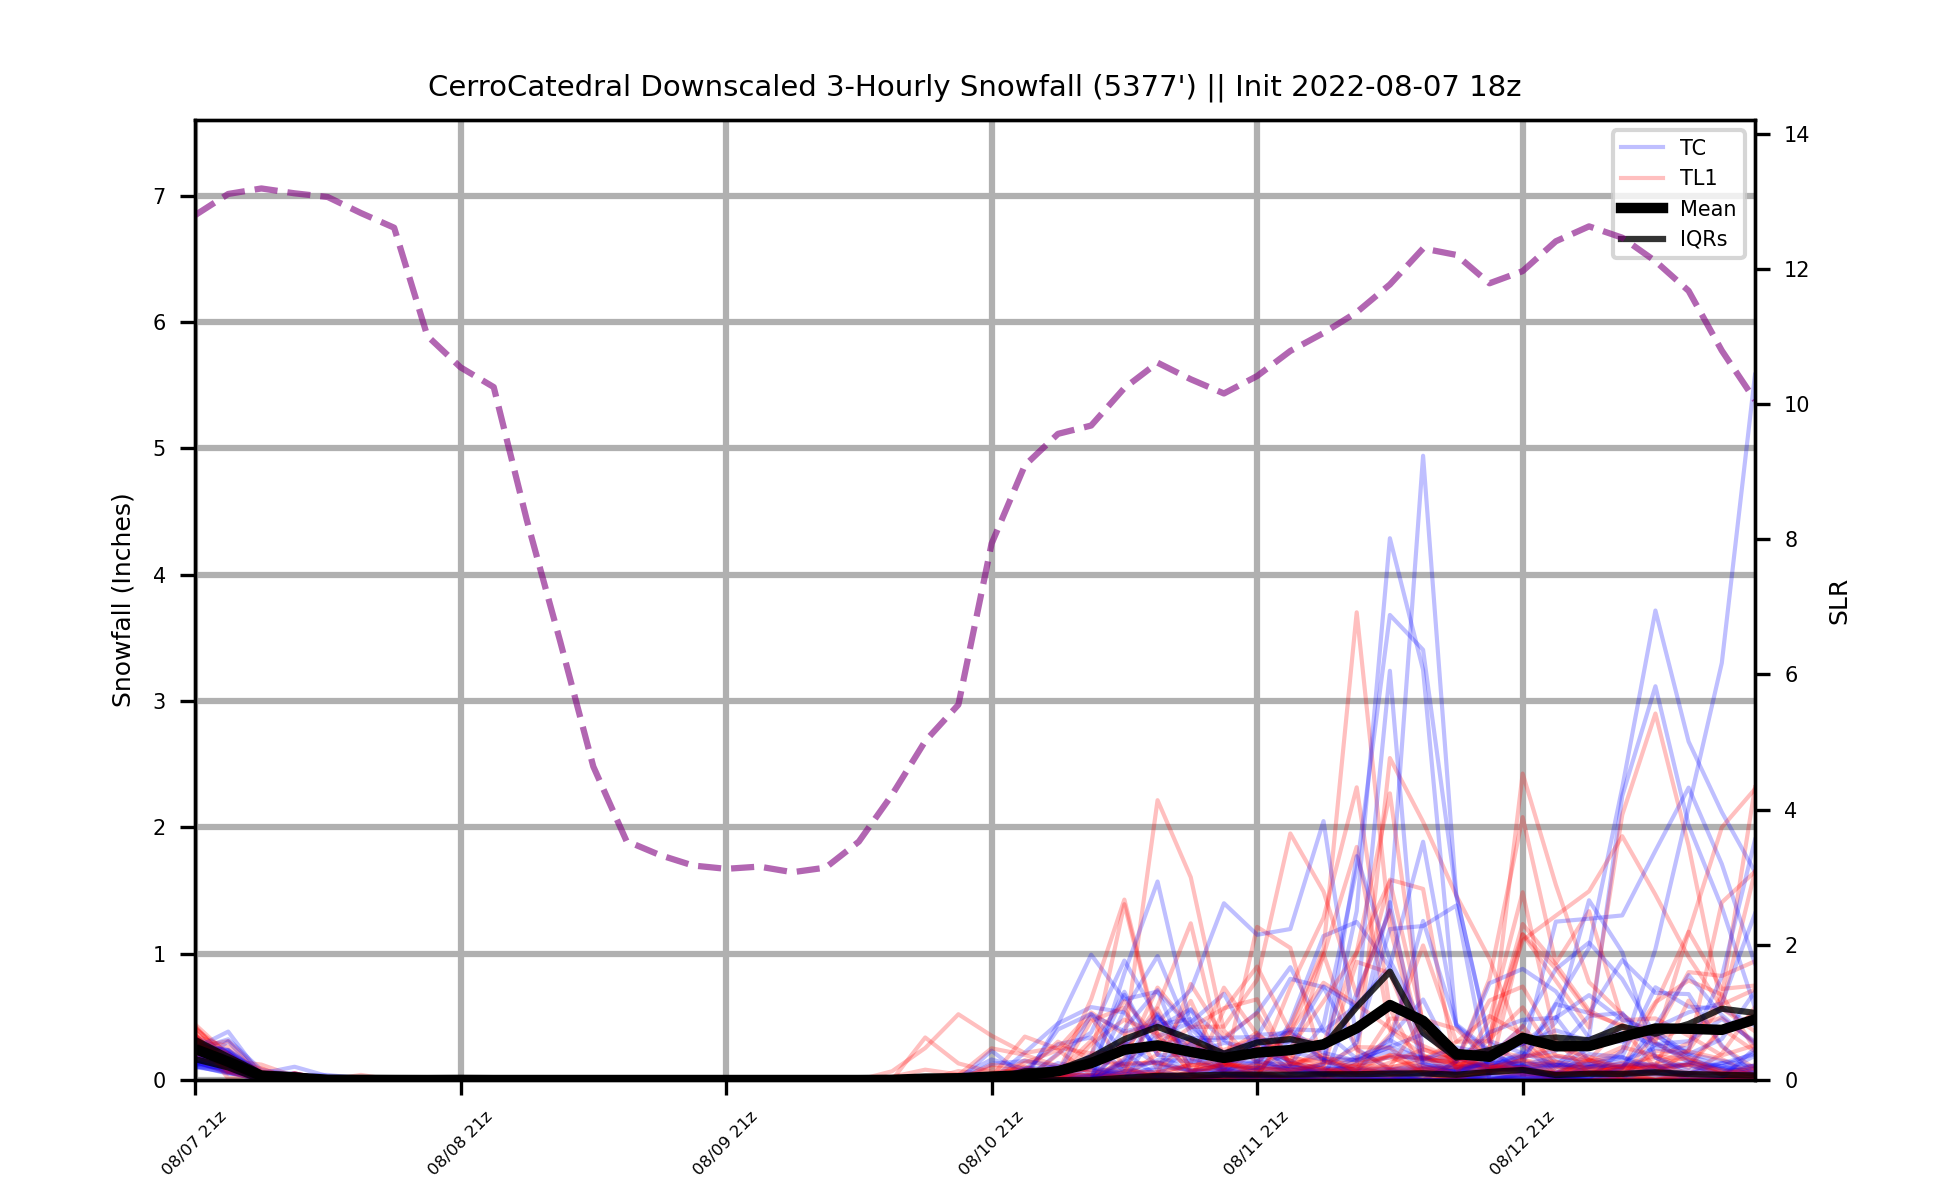 CerroCatedral Downscaled 3-Hourly Snowfall (5377') || Init 2022-08-07 18z
TC
TL1
Mean
IQRs
Snowfall (Inches)
7
6
5
4
3
2
1
0
14
12
10
8
6
4
2
0
SLR
08/07 21z
08/08 21z
08/09 21z
08/10 21z
08/11 21z
08/12 21z